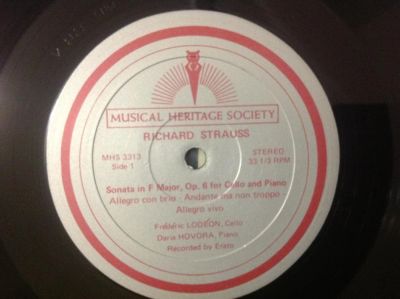 MUSICAL HERITAGE SOCIETY
RICHARD STRAUSS
MHS 3313
Side 1
STEREO
33 1/3 RPM
Sonata in F Major, Op. 6 for Cello and Piano
Allegro con brio - Andante ma non troppo -
Allegro vivo
Frédéric LODÉON, Cello
Daria HOVORA, Piano
Recorded by Erato